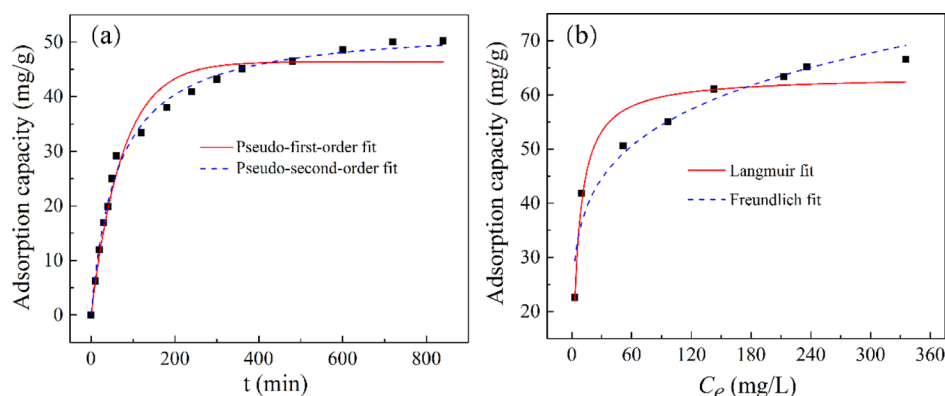 (a)
Adsorption capacity (mg/g)
50
40
30
20
10
0
Pseudo-first-order fit
Pseudo-second-order fit
0 200 400 600 800
t (min)
(b)
Adsorption capacity (mg/g)
70
60
50
40
30
20
Langmuir fit
Freundlich fit
0 60 120 180 240 300 360
Ce (mg/L)